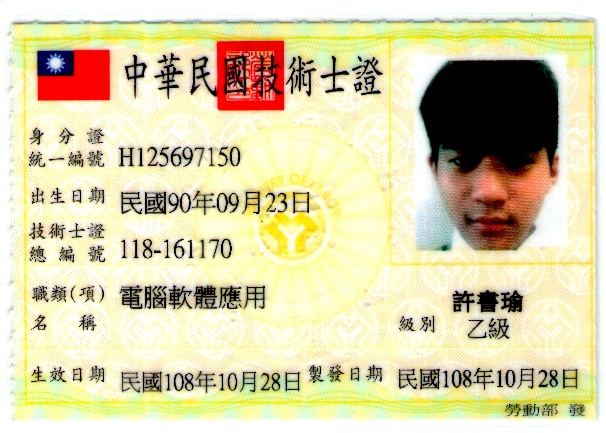 中華民國技術士證
身分證
統一編號 H125697150
出生日期 民國90年09月23日
技術士證
總編號 118-161170
職類(項)
名稱 電腦軟體應用
許書瑜
級別 乙級
生效日期 民國108年10月28日 製發日期 民國108年10月28日
勞動部 發